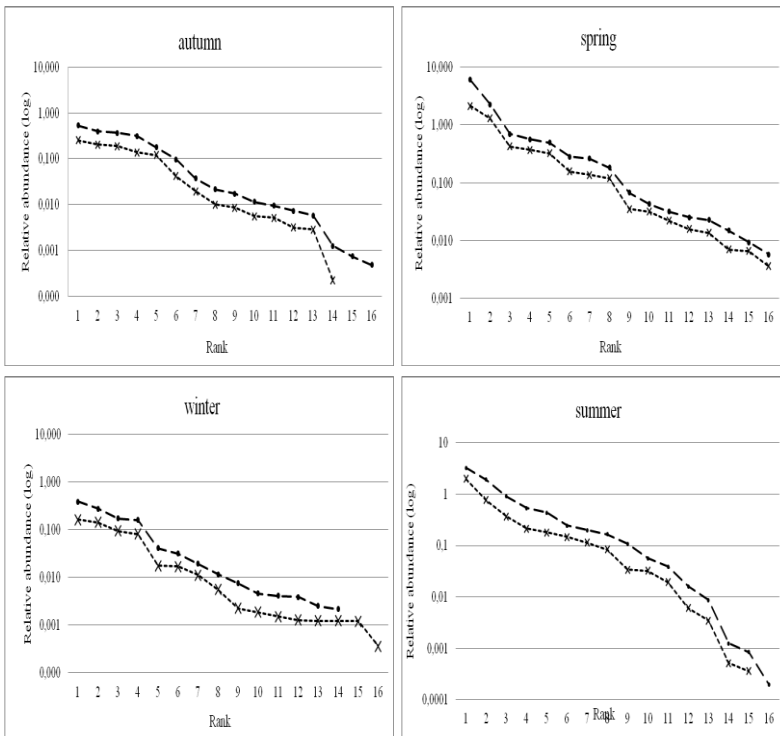 autumn
Relative abundance (log)
10,000
1,000
0,100
0,010
0,001
0,000
1 2 3 4 5 6 7 8 9 10 11 12 13 14 15 16
Rank
spring
Relative abundance (log)
10,000
1,000
0,100
0,010
0,001
1 2 3 4 5 6 7 8 9 10 11 12 13 14 15 16
Rank
winter
Relative abundance (log)
10,000
1,000
0,100
0,010
0,001
0,000
1 2 3 4 5 6 7 8 9 10 11 12 13 14 15 16
Rank
summer
Relative abundance (log)
10
1
0,1
0,01
0,001
0,0001
1 2 3 4 5 6 7 8 9 10 11 12 13 14 15 16
Rank